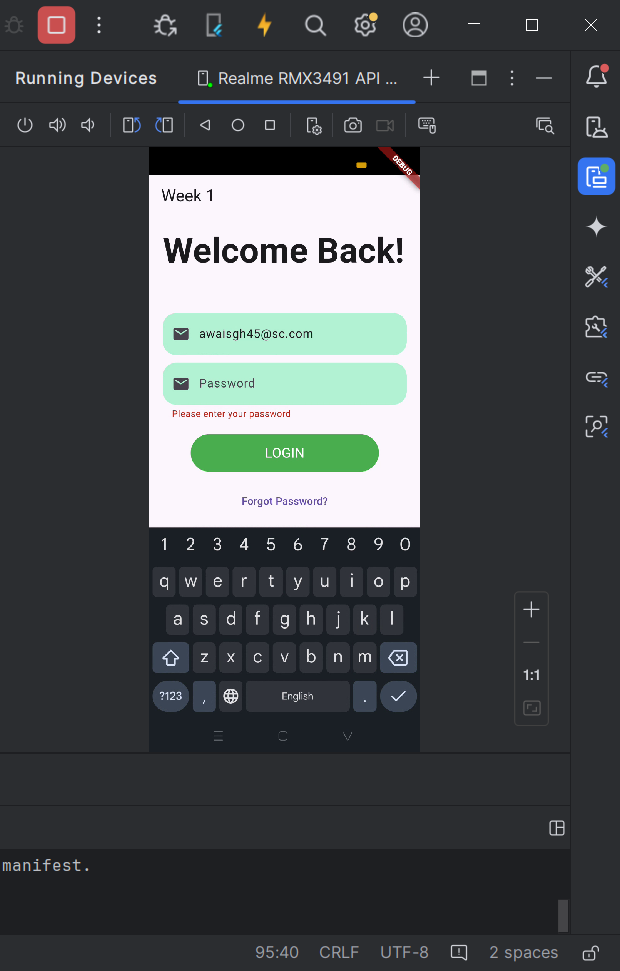 Running Devices
Realme RMX3491 API ...
DEBUG
Week 1
Welcome Back!
awaisgh45@sc.com
Password
Please enter your password
LOGIN
Forgot Password?
1 2 3 4 5 6 7 8 9 0
q w e r t y u i o p
a s d f g h j k l
z x c v b n m
?123 , English .
1:1
manifest.
95:40 CRLF UTF-8 2 spaces